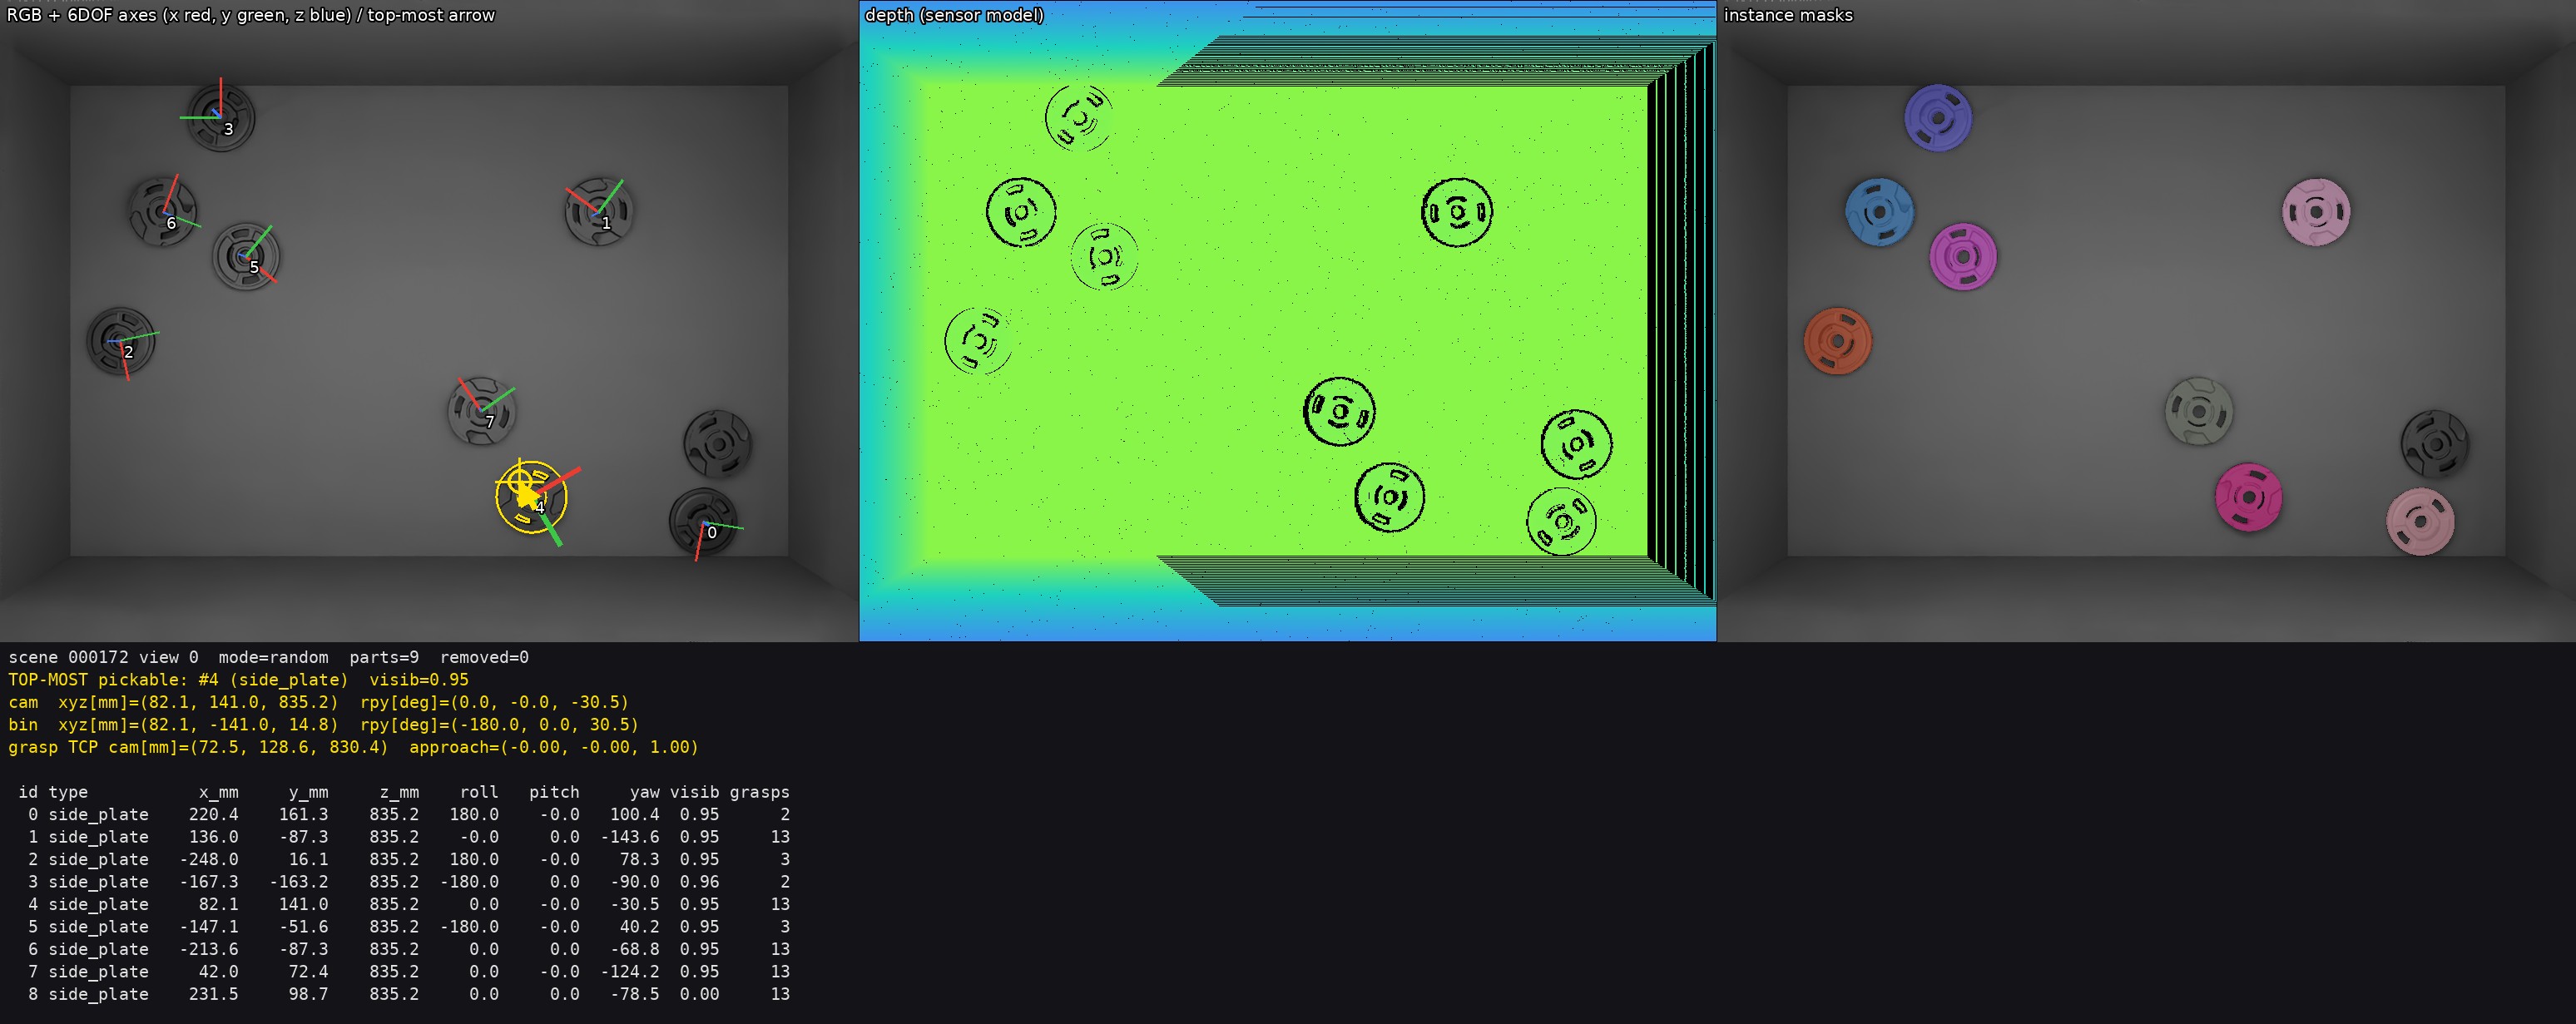 RGB + 6DOF axes (x red, y green, z blue) / top-most arrow
depth (sensor model)
instance masks
3
6
1
5
2
7
4
0
scene 000172 view 0  mode=random  parts=9  removed=0
TOP-MOST pickable: #4 (side_plate)  visib=0.95
cam  xyz[mm]=(82.1, 141.0, 835.2)  rpy[deg]=(0.0, -0.0, -30.5)
bin  xyz[mm]=(82.1, -141.0, 14.8)  rpy[deg]=(-180.0, 0.0, 30.5)
grasp TCP cam[mm]=(72.5, 128.6, 830.4)  approach=(-0.00, -0.00, 1.00)
id type x_mm y_mm z_mm roll pitch yaw visib grasps
0 side_plate 220.4 161.3 835.2 180.0 -0.0 100.4 0.95 2
1 side_plate 136.0 -87.3 835.2 -0.0 0.0 -143.6 0.95 13
2 side_plate -248.0 16.1 835.2 180.0 -0.0 78.3 0.95 3
3 side_plate -167.3 -163.2 835.2 -180.0 0.0 -90.0 0.96 2
4 side_plate 82.1 141.0 835.2 0.0 -0.0 -30.5 0.95 13
5 side_plate -147.1 -51.6 835.2 -180.0 -0.0 40.2 0.95 3
6 side_plate -213.6 -87.3 835.2 0.0 0.0 -68.8 0.95 13
7 side_plate 42.0 72.4 835.2 0.0 -0.0 -124.2 0.95 13
8 side_plate 231.5 98.7 835.2 0.0 0.0 -78.5 0.00 13